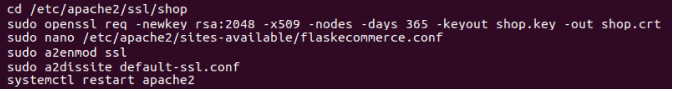 cd /etc/apache2/ssl/shop
sudo openssl req -newkey rsa:2048 -x509 -nodes -days 365 -keyout shop.key -out shop.crt
sudo nano /etc/apache2/sites-available/flaskecommerce.conf
sudo a2enmod ssl
sudo a2dissite default-ssl.conf
systemctl restart apache2